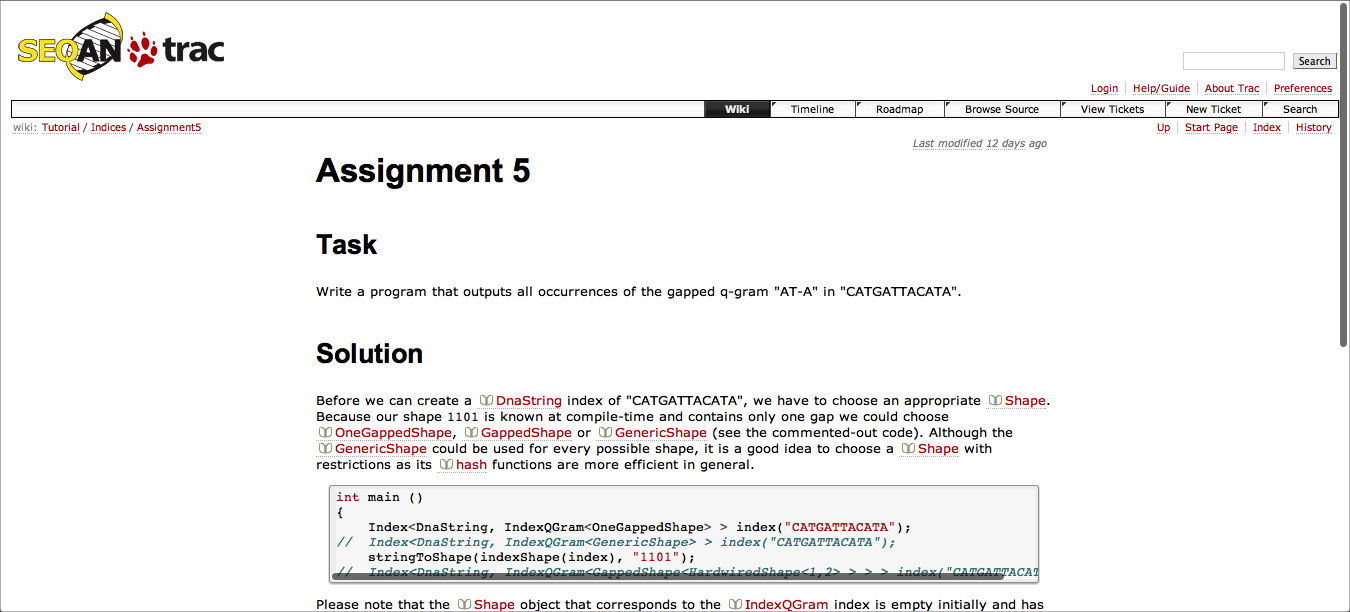 SEQAN trac
Search
Login Help/Guide About Trac Preferences
Wiki Timeline Roadmap Browse Source View Tickets New Ticket Search
wiki: Tutorial / Indices / Assignment5
Up Start Page Index History
Last modified 12 days ago
Assignment 5
Task
Write a program that outputs all occurrences of the gapped q-gram "AT-A" in "CATGATTACATA".
Solution
Before we can create a DnaString index of "CATGATTACATA", we have to choose an appropriate Shape.
Because our shape 1101 is known at compile-time and contains only one gap we could choose
OneGappedShape, GappedShape or GenericShape (see the commented-out code). Although the
GenericShape could be used for every possible shape, it is a good idea to choose a Shape with
restrictions as its hash functions are more efficient in general.
int main ()
{
    Index<DnaString, IndexQGram<OneGappedShape> > index("CATGATTACATA");
//  Index<DnaString, IndexQGram<GenericShape> > index("CATGATTACATA");
    stringToShape(indexShape(index), "1101");
//  Index<DnaString, IndexQGram<GappedShape<HardwiredShape<1,2> > > > index("CATGATTACAT
Please note that the Shape object that corresponds to the IndexQGram index is empty initially and has